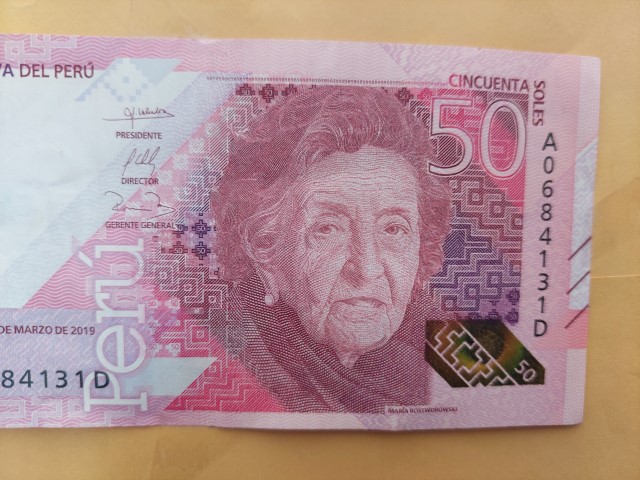 VA DEL PERÚ
CINCUENTA
50
SOLES
A0684131D
PRESIDENTE
DIRECTOR
GERENTE GENERAL
perú
DE MARZO DE 2019
84131D
50
MARÍA ROSTWOROWSKI